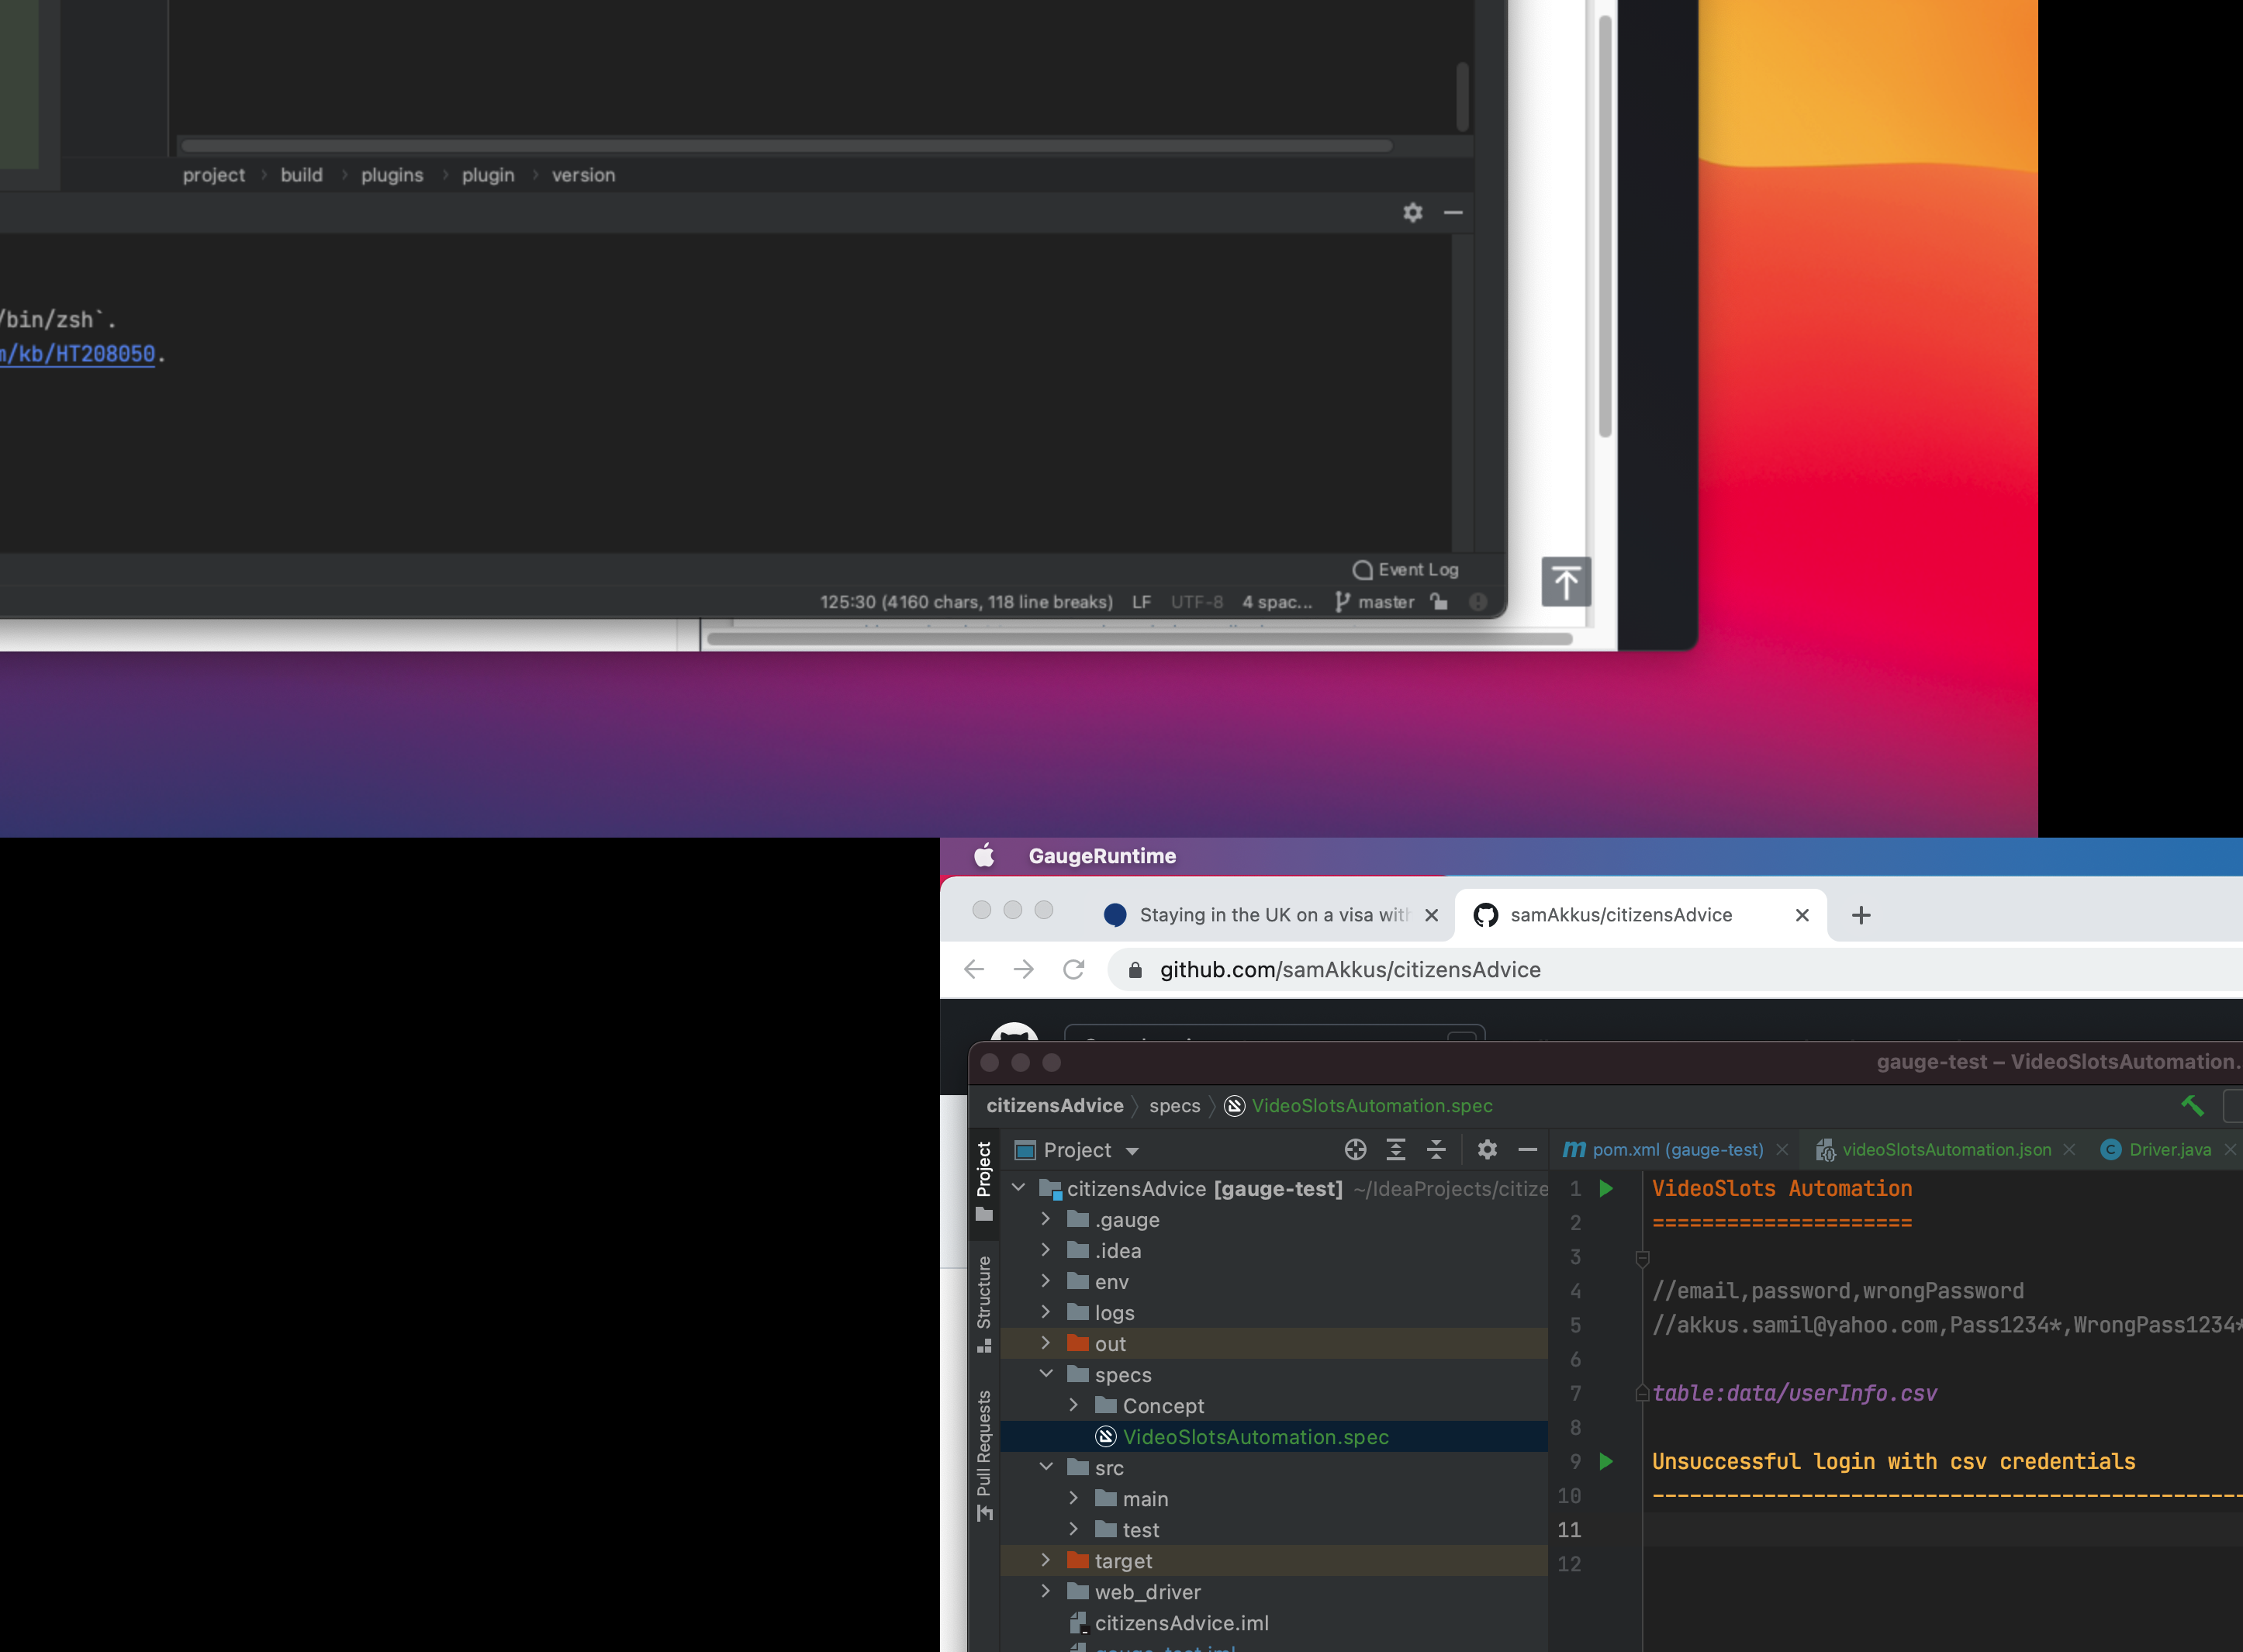 project › build › plugins › plugin › version
/bin/zsh`.
m/kb/HT208050.
Event Log
125:30 (4160 chars, 118 line breaks) LF UTF-8 4 spac... master
GaugeRuntime
Staying in the UK on a visa with
samAkkus/citizensAdvice
github.com/samAkkus/citizensAdvice
gauge-test – VideoSlotsAutomation.
citizensAdvice › specs › VideoSlotsAutomation.spec
Project
pom.xml (gauge-test)
videoSlotsAutomation.json
Driver.java
Project
Structure
Pull Requests
citizensAdvice [gauge-test] ~/IdeaProjects/citize
.gauge
.idea
env
logs
out
specs
Concept
VideoSlotsAutomation.spec
src
main
test
target
web_driver
citizensAdvice.iml
gauge-test.iml
1 VideoSlots Automation
2 =====================
3
4 //email,password,wrongPassword
5 //akkus.samil@yahoo.com,Pass1234*,WrongPass1234*
6
7 table:data/userInfo.csv
8
9 Unsuccessful login with csv credentials
10 ------------------------------------------------
11
12